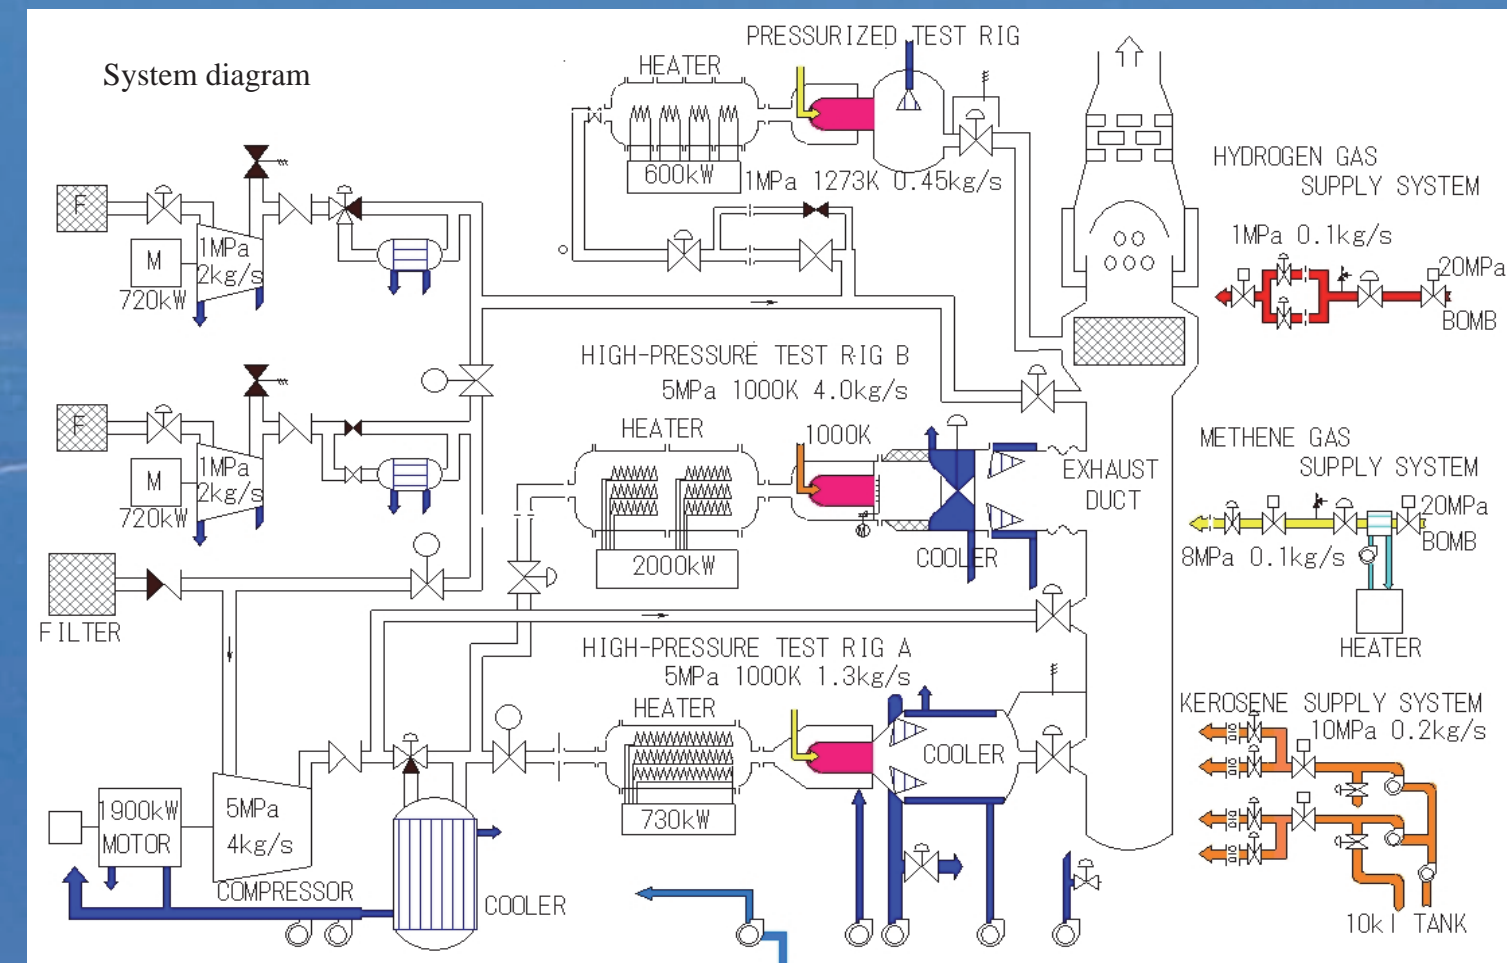 System diagram
PRESSURIZED TEST RIG
HEATER
600kW
1MPa 1273K 0.45kg/s
F
M
1MPa
2kg/s
720kW
F
M
1MPa
2kg/s
720kW
HYDROGEN GAS
SUPPLY SYSTEM
1MPa 0.1kg/s
20MPa
BOMB
HIGH-PRESSURE TEST RIG B
5MPa 1000K 4.0kg/s
HEATER
1000K
2000kW
M
COOLER
EXHAUST
DUCT
METHENE GAS
SUPPLY SYSTEM
20MPa
BOMB
8MPa 0.1kg/s
HEATER
FILTER
HIGH-PRESSURE TEST RIG A
5MPa 1000K 1.3kg/s
HEATER
730kW
COOLER
KEROSENE SUPPLY SYSTEM
10MPa 0.2kg/s
10kl TANK
1900kW
MOTOR
5MPa
4kg/s
COMPRESSOR
COOLER